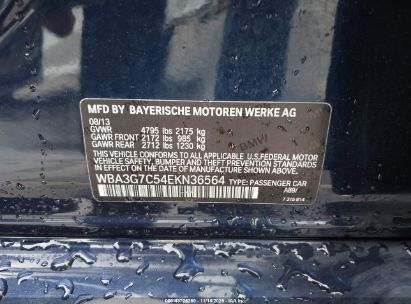 MFD BY BAYERISCHE MOTOREN WERKE AG
08/13
GVWR 4795 lbs 2175 kg
GAWR FRONT 2172 lbs 985 kg
GAWR REAR 2712 lbs 1230 kg
THIS VEHICLE CONFORMS TO ALL APPLICABLE U.S.FEDERAL MOTOR
VEHICLE SAFETY, BUMPER, AND THEFT PREVENTION STANDARDS
IN EFFECT ON THE DATE OF MANUFACTURE SHOWN ABOVE.
WBA3G7C54EKN36564 TYPE: PASSENGER CAR
A89/